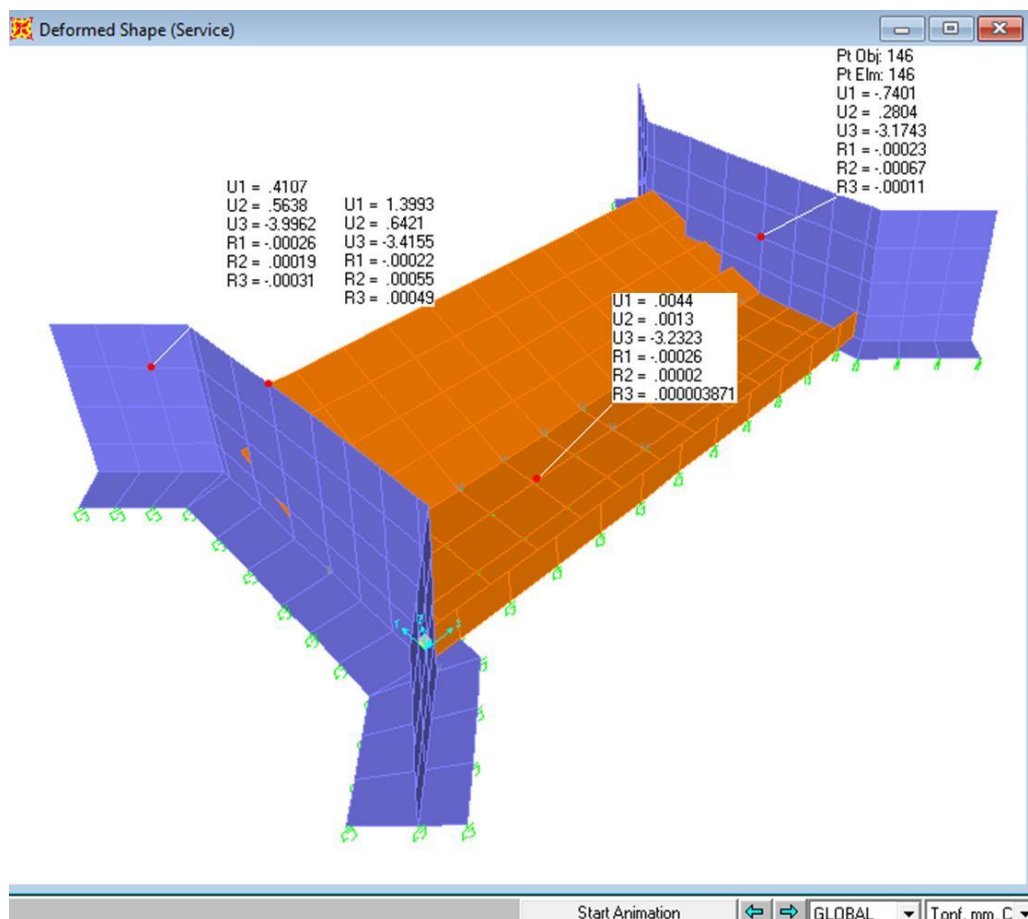 Deformed Shape (Service)
Pt Obj: 146
Pt Elm: 146
U1 = -.7401
U2 = .2804
U3 = -3.1743
R1 = -.00023
R2 = -.00067
R3 = -.00011
U1 = .4107
U2 = .5638
U3 = -3.9962
R1 = -.00026
R2 = .00019
R3 = -.00031
U1 = 1.3993
U2 = .6421
U3 = -3.4155
R1 = -.00022
R2 = .00055
R3 = .00049
U1 = .0044
U2 = .0013
U3 = -3.2323
R1 = -.00026
R2 = .00002
R3 = .000003871
Start Animation
GLOBAL
Tonf, mm, C